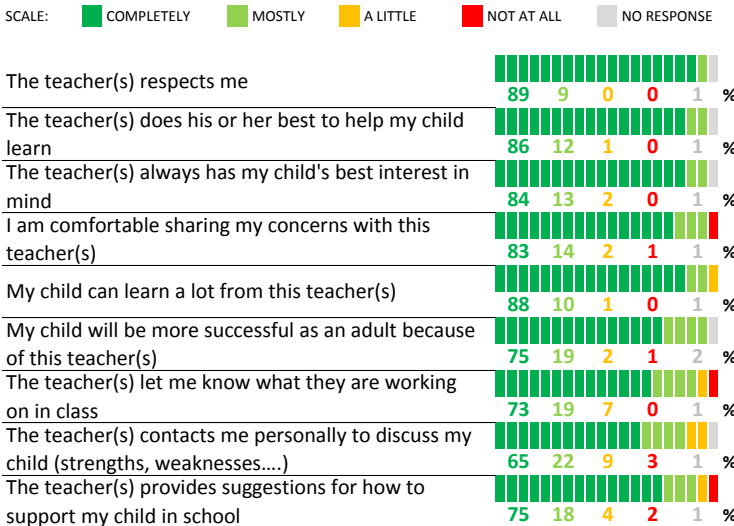 SCALE: COMPLETELY MOSTLY A LITTLE NOT AT ALL NO RESPONSE
The teacher(s) respects me
89 9 0 0 1 %
The teacher(s) does his or her best to help my child
learn
86 12 1 0 1 %
The teacher(s) always has my child's best interest in
mind
84 13 2 0 1 %
I am comfortable sharing my concerns with this
teacher(s)
83 14 2 1 1 %
My child can learn a lot from this teacher(s)
88 10 1 0 1 %
My child will be more successful as an adult because
of this teacher(s)
75 19 2 1 2 %
The teacher(s) let me know what they are working
on in class
73 19 7 0 1 %
The teacher(s) contacts me personally to discuss my
child (strengths, weaknesses....)
65 22 9 3 1 %
The teacher(s) provides suggestions for how to
support my child in school
75 18 4 2 1 %